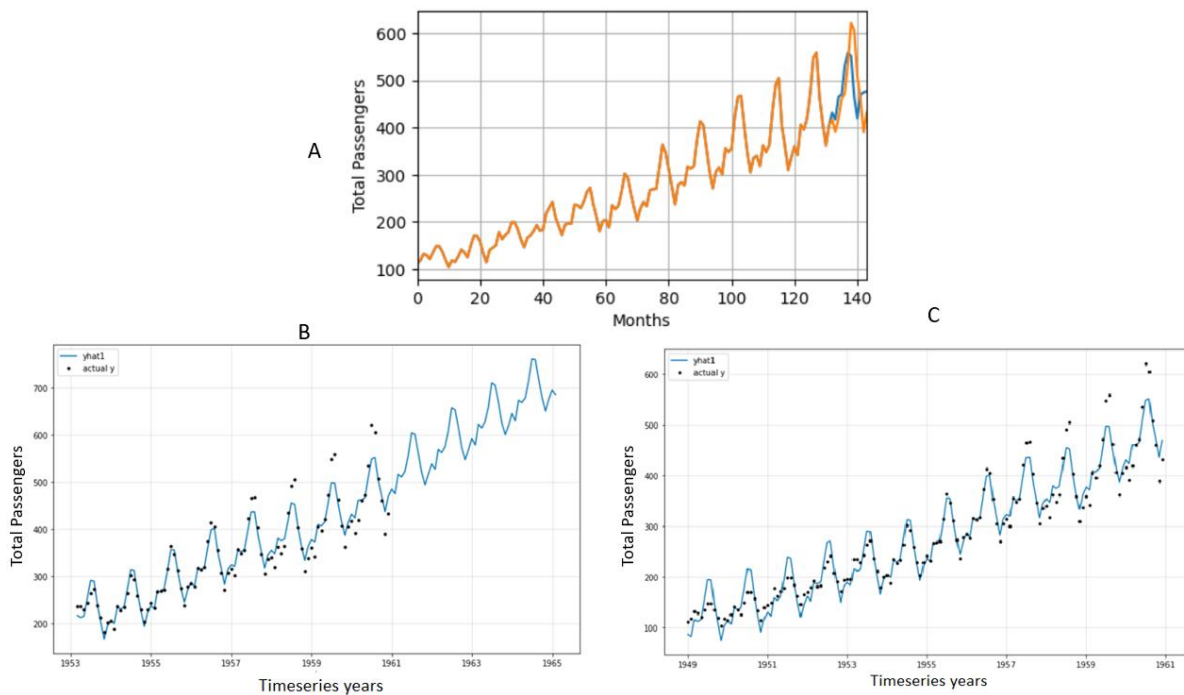 A
Total Passengers
600
500
400
300
200
100
0 20 40 60 80 100 120 140
Months
B
yhat1
actual y
Total Passengers
700
600
500
400
300
200
1953 1955 1957 1959 1961 1963 1965
Timeseries years
C
yhat1
actual y
Total Passengers
600
500
400
300
200
100
1949 1951 1953 1955 1957 1959 1961
Timeseries years